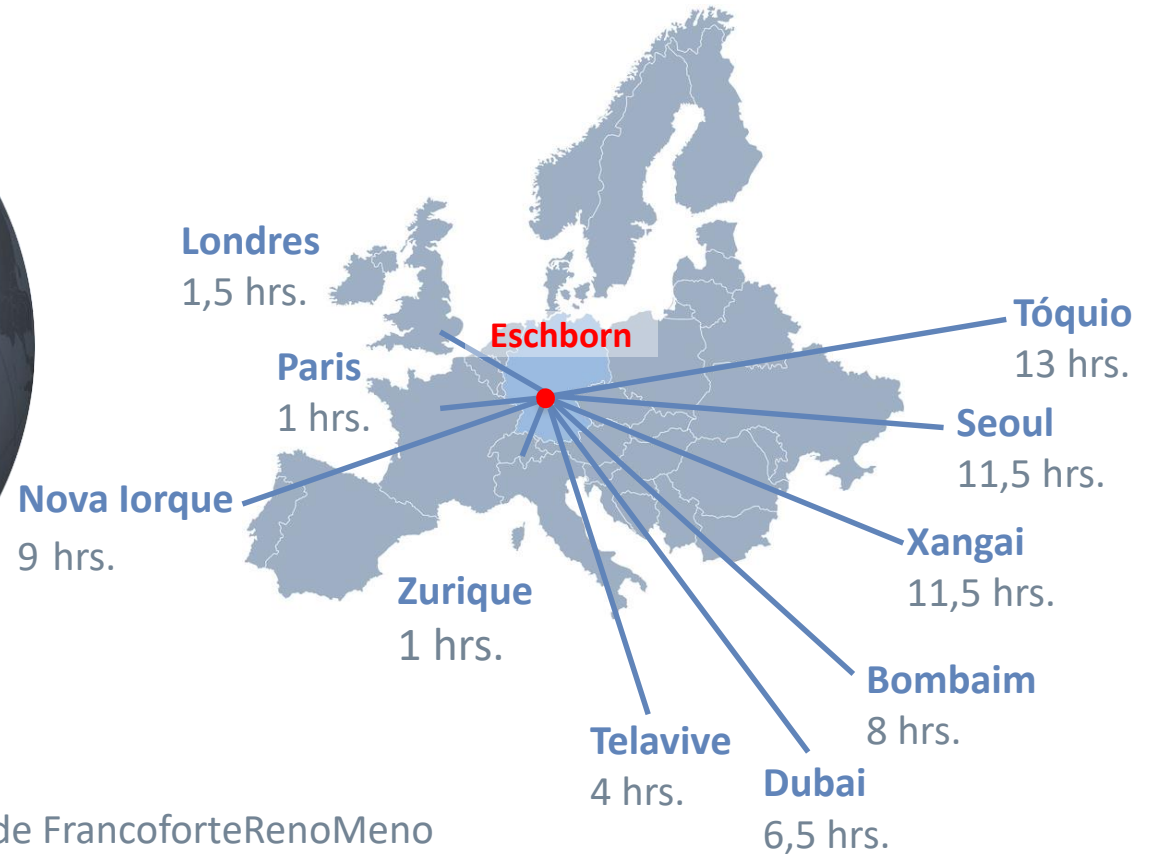 Londres
1,5 hrs.
Eschborn
Tóquio
13 hrs.
Paris
1 hrs.
Seoul
11,5 hrs.
Nova Iorque
9 hrs.
Xangai
11,5 hrs.
Zurique
1 hrs.
Bombaim
8 hrs.
Telavive
4 hrs.
Dubai
6,5 hrs.
de FrancoforteRenoMeno